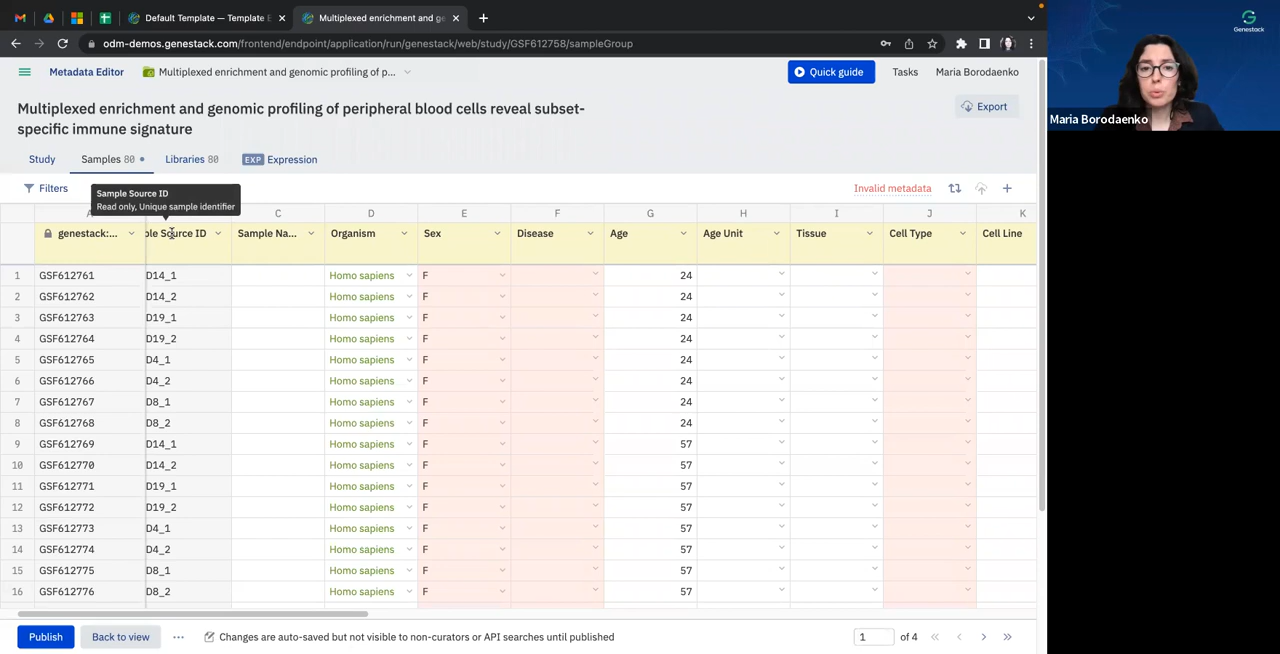 Default Template — Template E
Multiplexed enrichment and ge
odm-demos.genestack.com/frontend/endpoint/application/run/genestack/web/study/GSF612758/sampleGroup
Metadata Editor
Multiplexed enrichment and genomic profiling of p...
Quick guide
Tasks
Maria Borodaenko
Multiplexed enrichment and genomic profiling of peripheral blood cells reveal subset-
specific immune signature
Export
Study
Samples 80
Libraries 80
EXP Expression
Filters
Sample Source ID
Read only, Unique sample identifier
Invalid metadata
A C D E F G H I J K
genestack:... ple Source ID Sample Na... Organism Sex Disease Age Age Unit Tissue Cell Type Cell Line
1 GSF612761 D14_1 Homo sapiens F 24
2 GSF612762 D14_2 Homo sapiens F 24
3 GSF612763 D19_1 Homo sapiens F 24
4 GSF612764 D19_2 Homo sapiens F 24
5 GSF612765 D4_1 Homo sapiens F 24
6 GSF612766 D4_2 Homo sapiens F 24
7 GSF612767 D8_1 Homo sapiens F 24
8 GSF612768 D8_2 Homo sapiens F 24
9 GSF612769 D14_1 Homo sapiens F 57
10 GSF612770 D14_2 Homo sapiens F 57
11 GSF612771 D19_1 Homo sapiens F 57
12 GSF612772 D19_2 Homo sapiens F 57
13 GSF612773 D4_1 Homo sapiens F 57
14 GSF612774 D4_2 Homo sapiens F 57
15 GSF612775 D8_1 Homo sapiens F 57
16 GSF612776 D8_2 Homo sapiens F 57
Publish
Back to view
Changes are auto-saved but not visible to non-curators or API searches until published
1 of 4
Genestack
Maria Borodaenko